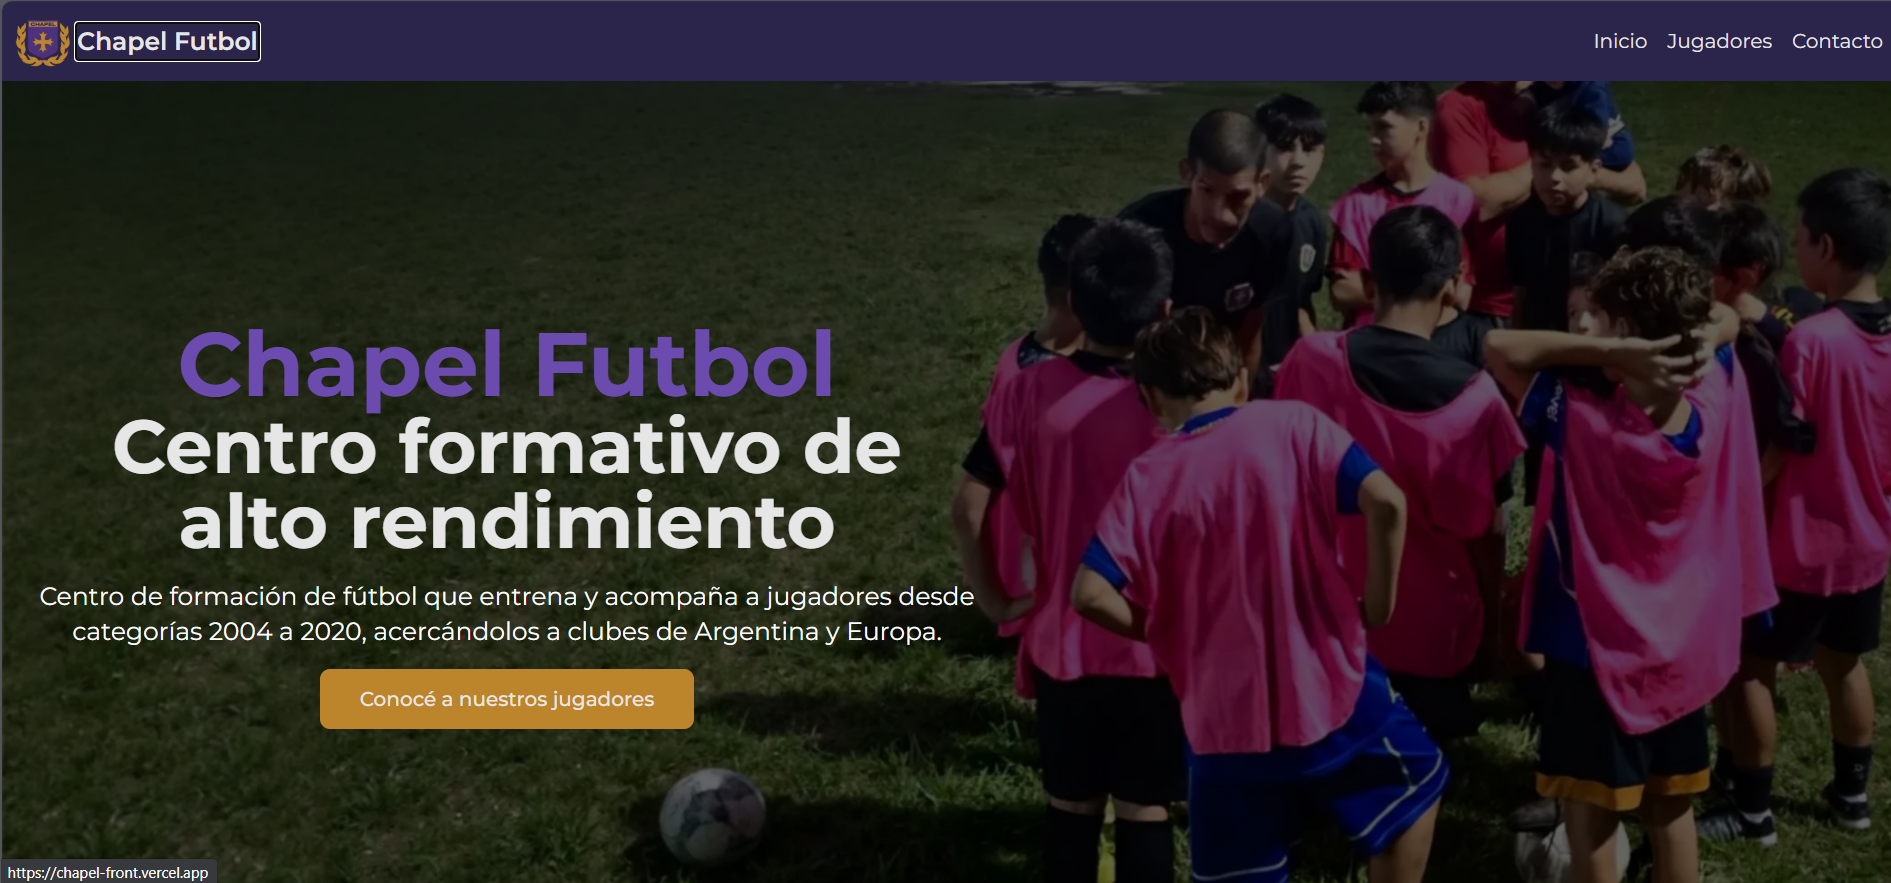 CHAPEL
Chapel Futbol
Inicio Jugadores Contacto
Chapel Futbol
Centro formativo de
alto rendimiento
Centro de formación de fútbol que entrena y acompaña a jugadores desde
categorías 2004 a 2020, acercándolos a clubes de Argentina y Europa.
Conocé a nuestros jugadores
https://chapel-front.vercel.app